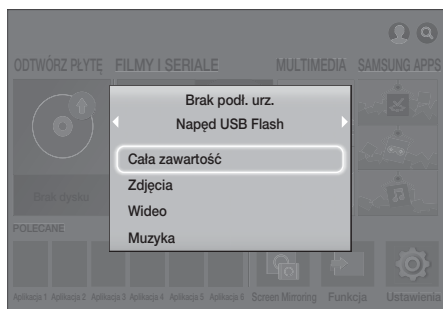 ODTWÓRZ PŁYTĘ FILMY I SERIALE MULTIMEDIA SAMSUNG APPS
Brak podł. urz.
Napęd USB Flash
Cała zawartość
Zdjęcia
Wideo
Muzyka
Brak dysku
POLECANE
Aplikacja 1 Aplikacja 2 Aplikacja 3 Aplikacja 4 Aplikacja 5 Aplikacja 6 Screen Mirroring Funkcja Ustawienia